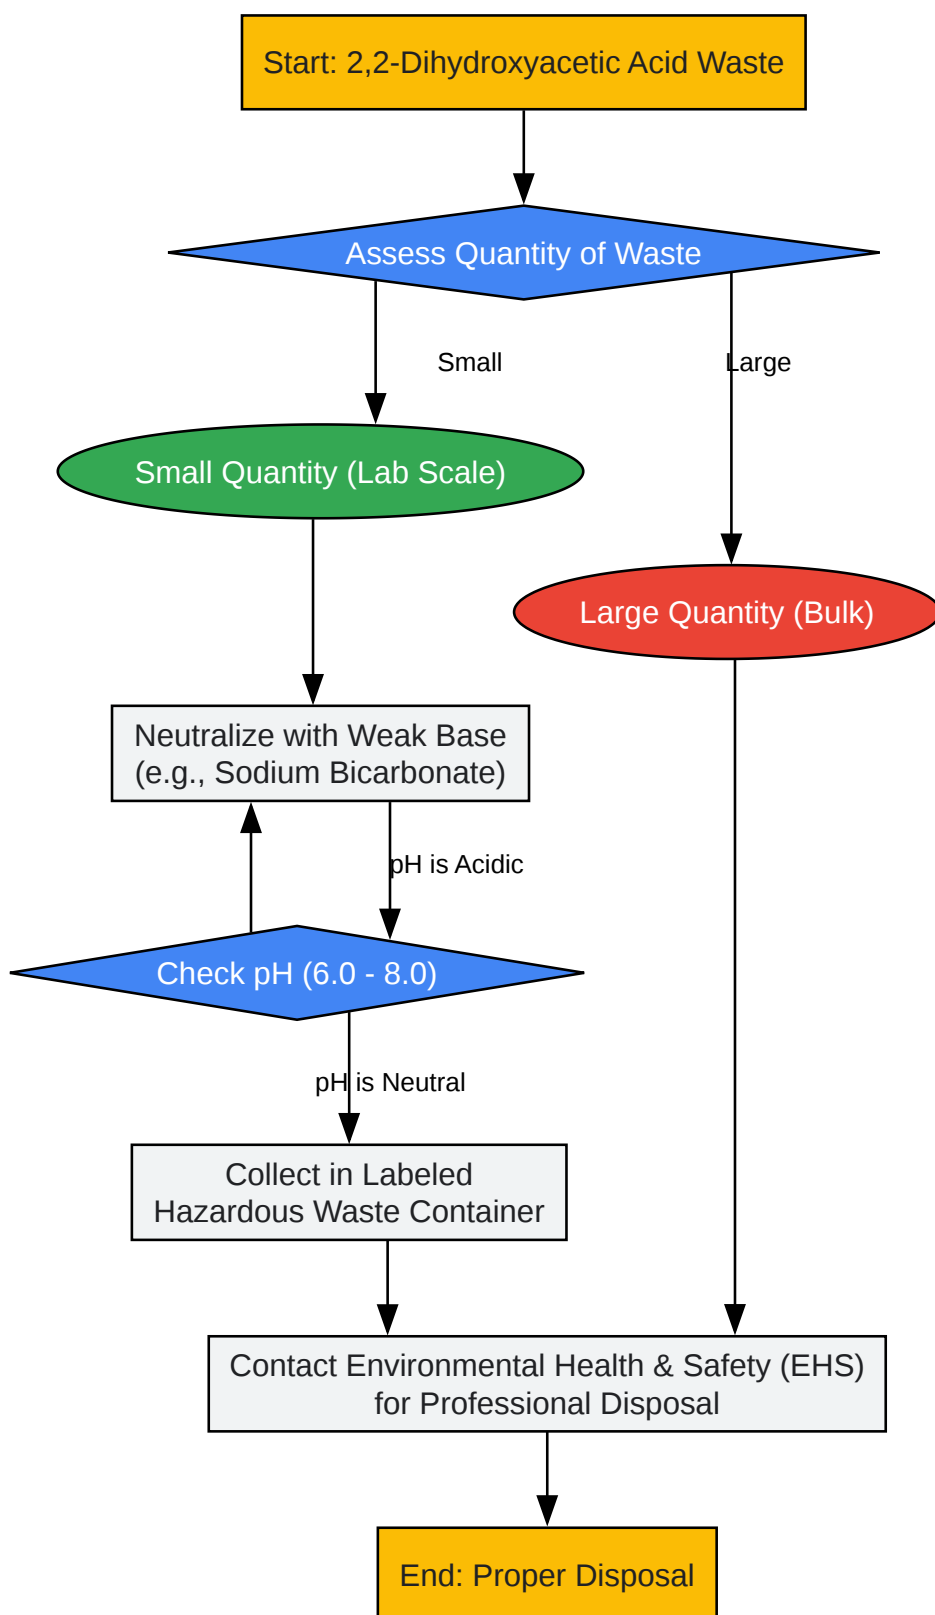 Start: 2,2-Dihydroxyacetic Acid Waste
Assess Quantity of Waste
Small
Large
Small Quantity (Lab Scale)
Large Quantity (Bulk)
Neutralize with Weak Base
(e.g., Sodium Bicarbonate)
pH is Acidic
Check pH (6.0 - 8.0)
pH is Neutral
Collect in Labeled
Hazardous Waste Container
Contact Environmental Health & Safety (EHS)
for Professional Disposal
End: Proper Disposal